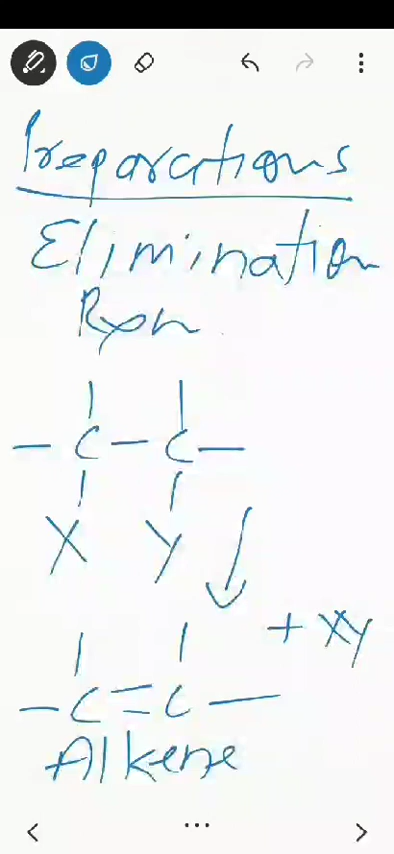 Preparations
Elimination
Rxn
— C — C —
X Y
+ XY
— C = C —
Alkene